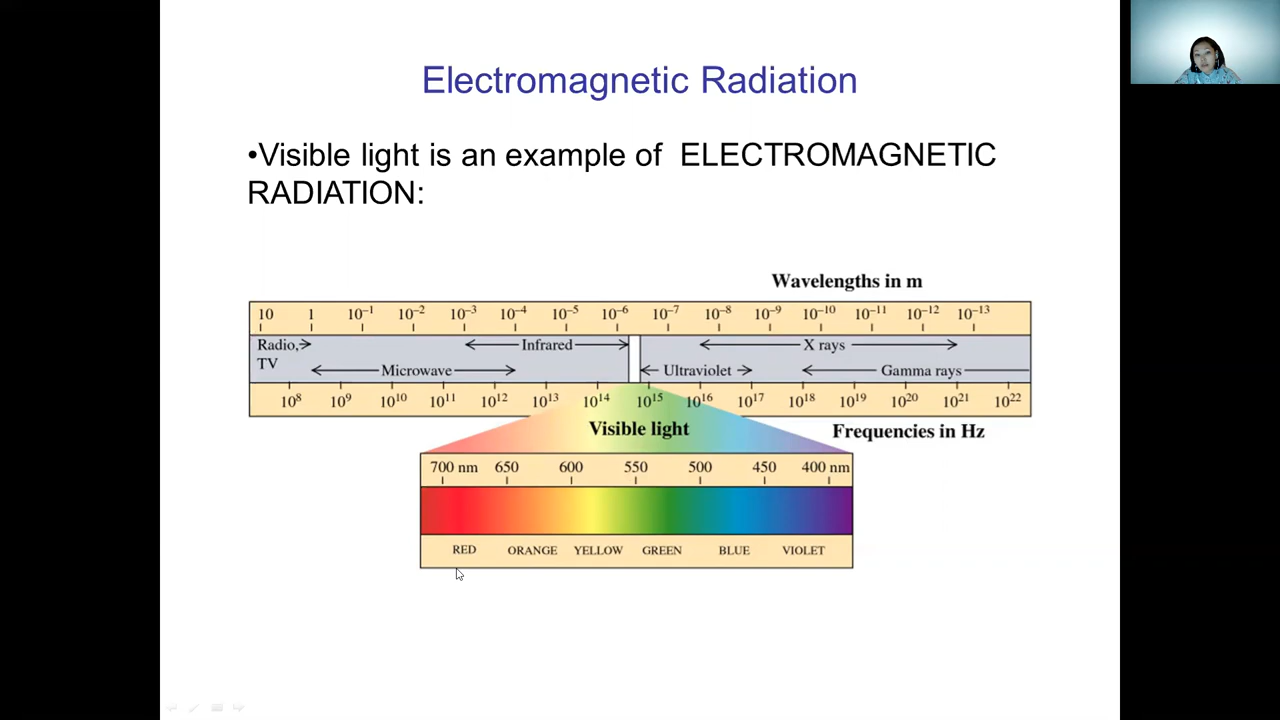 Electromagnetic Radiation
•Visible light is an example of ELECTROMAGNETIC
RADIATION:
Wavelengths in m
10 1 10⁻¹ 10⁻² 10⁻³ 10⁻⁴ 10⁻⁵ 10⁻⁶ 10⁻⁷ 10⁻⁸ 10⁻⁹ 10⁻¹⁰ 10⁻¹¹ 10⁻¹² 10⁻¹³
Radio, Infrared X rays
TV Microwave Ultraviolet Gamma rays
10⁸ 10⁹ 10¹⁰ 10¹¹ 10¹² 10¹³ 10¹⁴ 10¹⁵ 10¹⁶ 10¹⁷ 10¹⁸ 10¹⁹ 10²⁰ 10²¹ 10²²
Visible light Frequencies in Hz
700 nm 650 600 550 500 450 400 nm
RED ORANGE YELLOW GREEN BLUE VIOLET